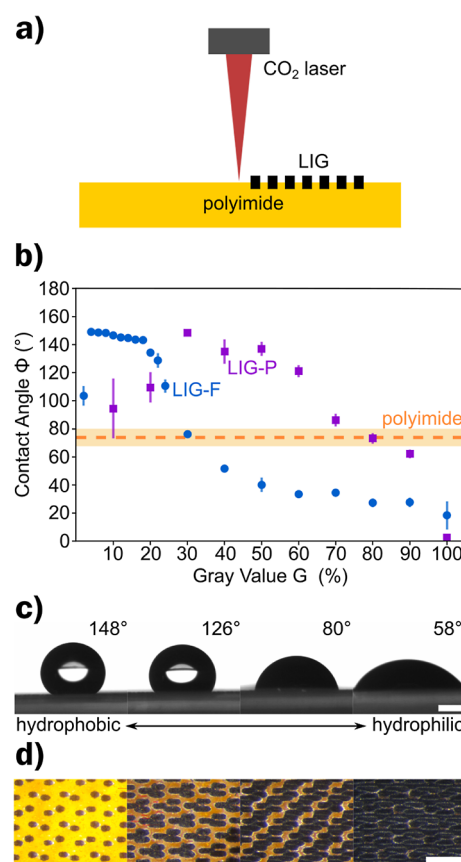 a)
CO₂ laser
LIG
polyimide
b)
180
160
140
120
100
80
60
40
20
0
Contact Angle Φ (°)
LIG-F
LIG-P
polyimide
10 20 30 40 50 60 70 80 90 100
Gray Value G (%)
c)
148° 126° 80° 58°
hydrophobic hydrophilic
d)